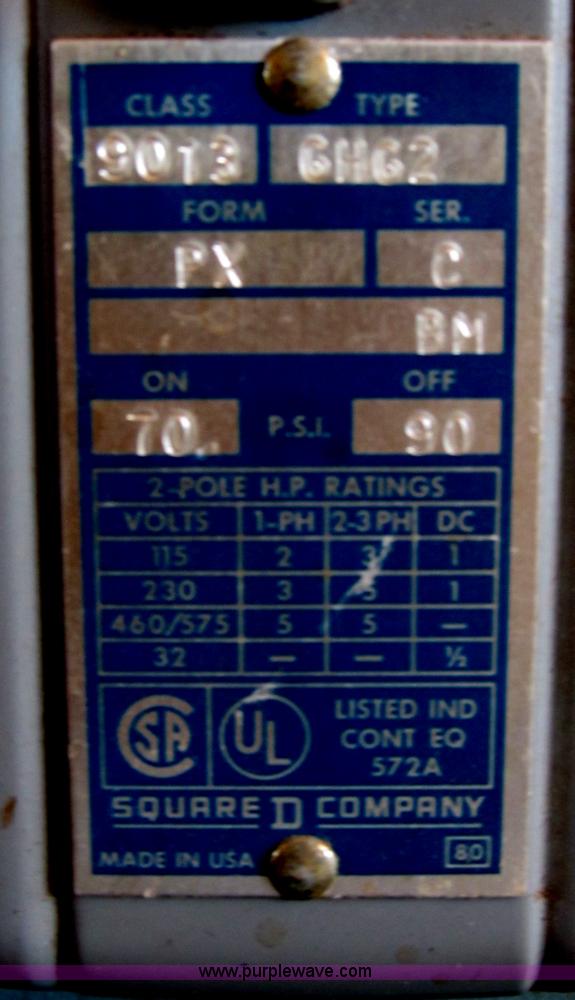 CLASS TYPE
9013 GHG2
FORM SER.
PX C
BM
ON OFF
70 P.S.I. 90
2-POLE H.P. RATINGS
VOLTS 1-PH 2-3 PH DC
115 2 3 1
230 3 5 1
460/575 5 5 —
32 — — ½
CSA UL LISTED IND
CONT EQ
572A
SQUARE D COMPANY
MADE IN USA 80
www.purplewave.com